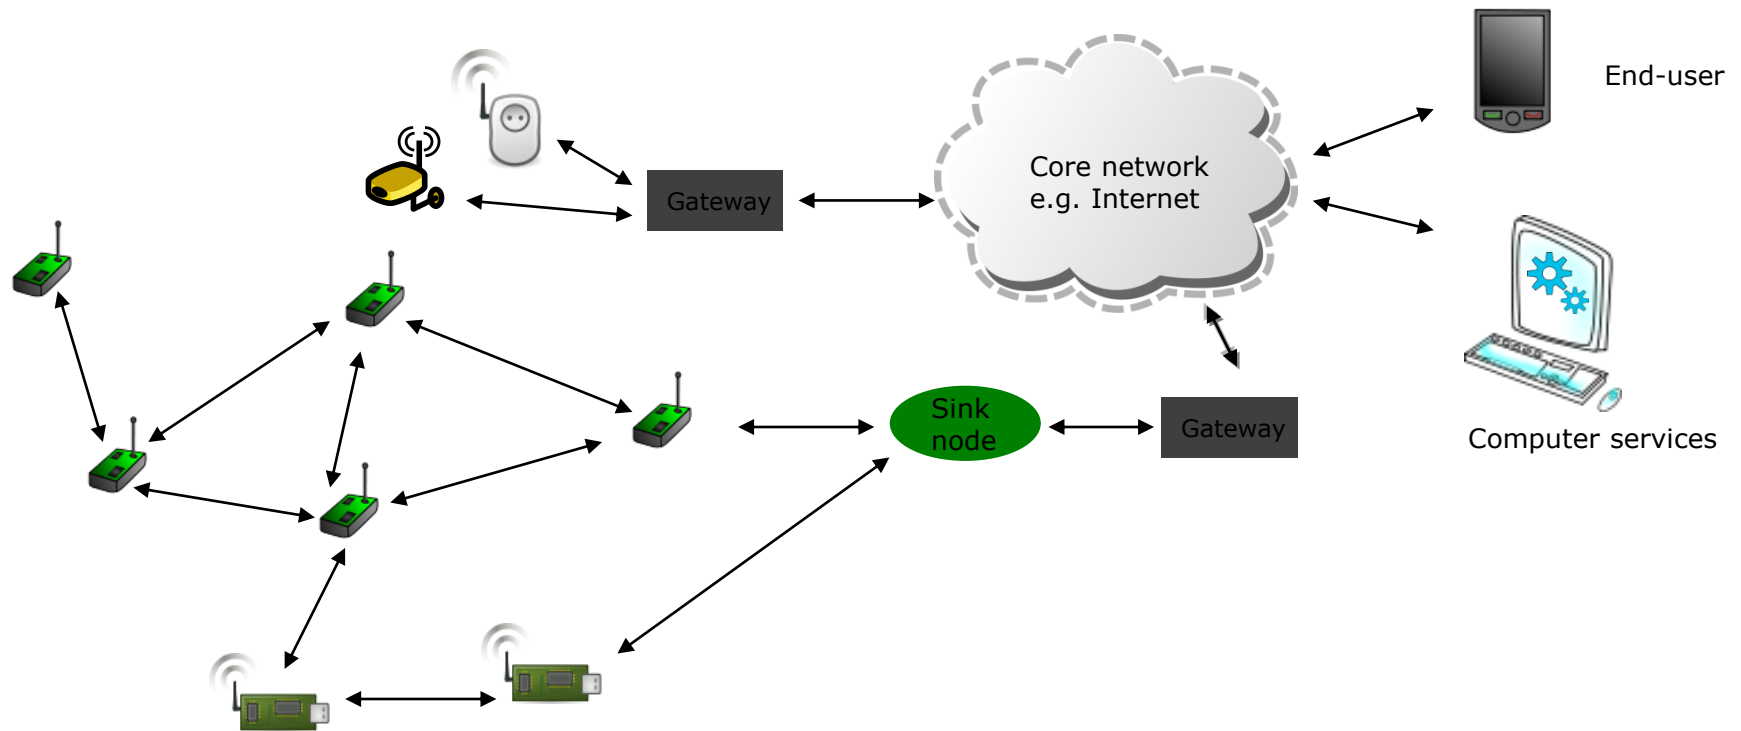 End-user
Core network
e.g. Internet
Gateway
Sink
node
Gateway
Computer services